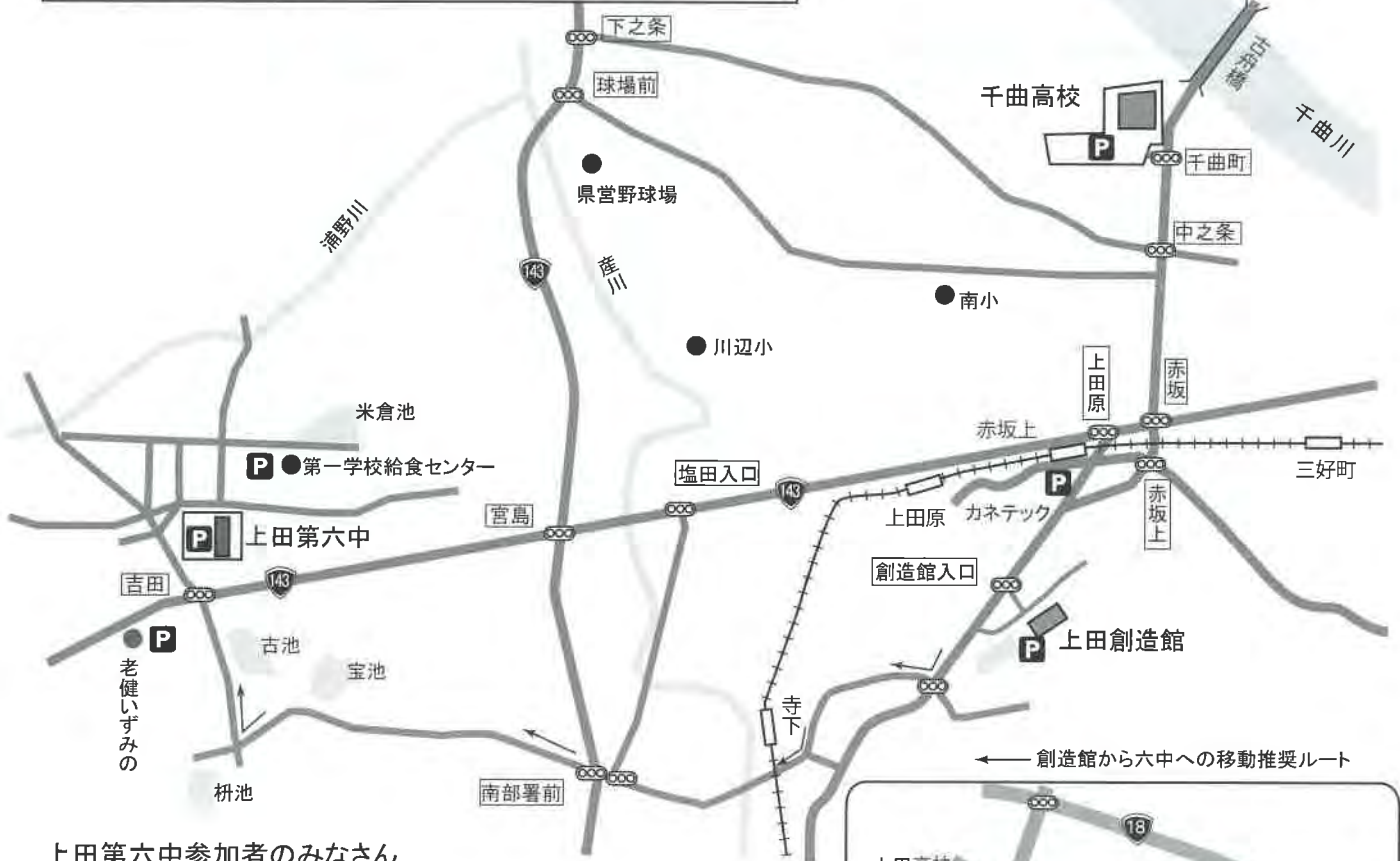 下之条
球場前
古舟橋
千曲川
千曲高校
P
千曲町
県営野球場
中之条
浦野川
産川
143
南小
川辺小
上田原
赤坂
米倉池
赤坂上
P
第一学校給食センター
塩田入口
143
三好町
上田原
P
カネテック
赤坂上
宮島
P
上田第六中
創造館入口
吉田
143
P
古池
上田創造館
P
宝池
老健いずみの
寺下
創造館から六中への移動推奨ルート
枡池
南部署前
18
上田第六中参加者のみなさん